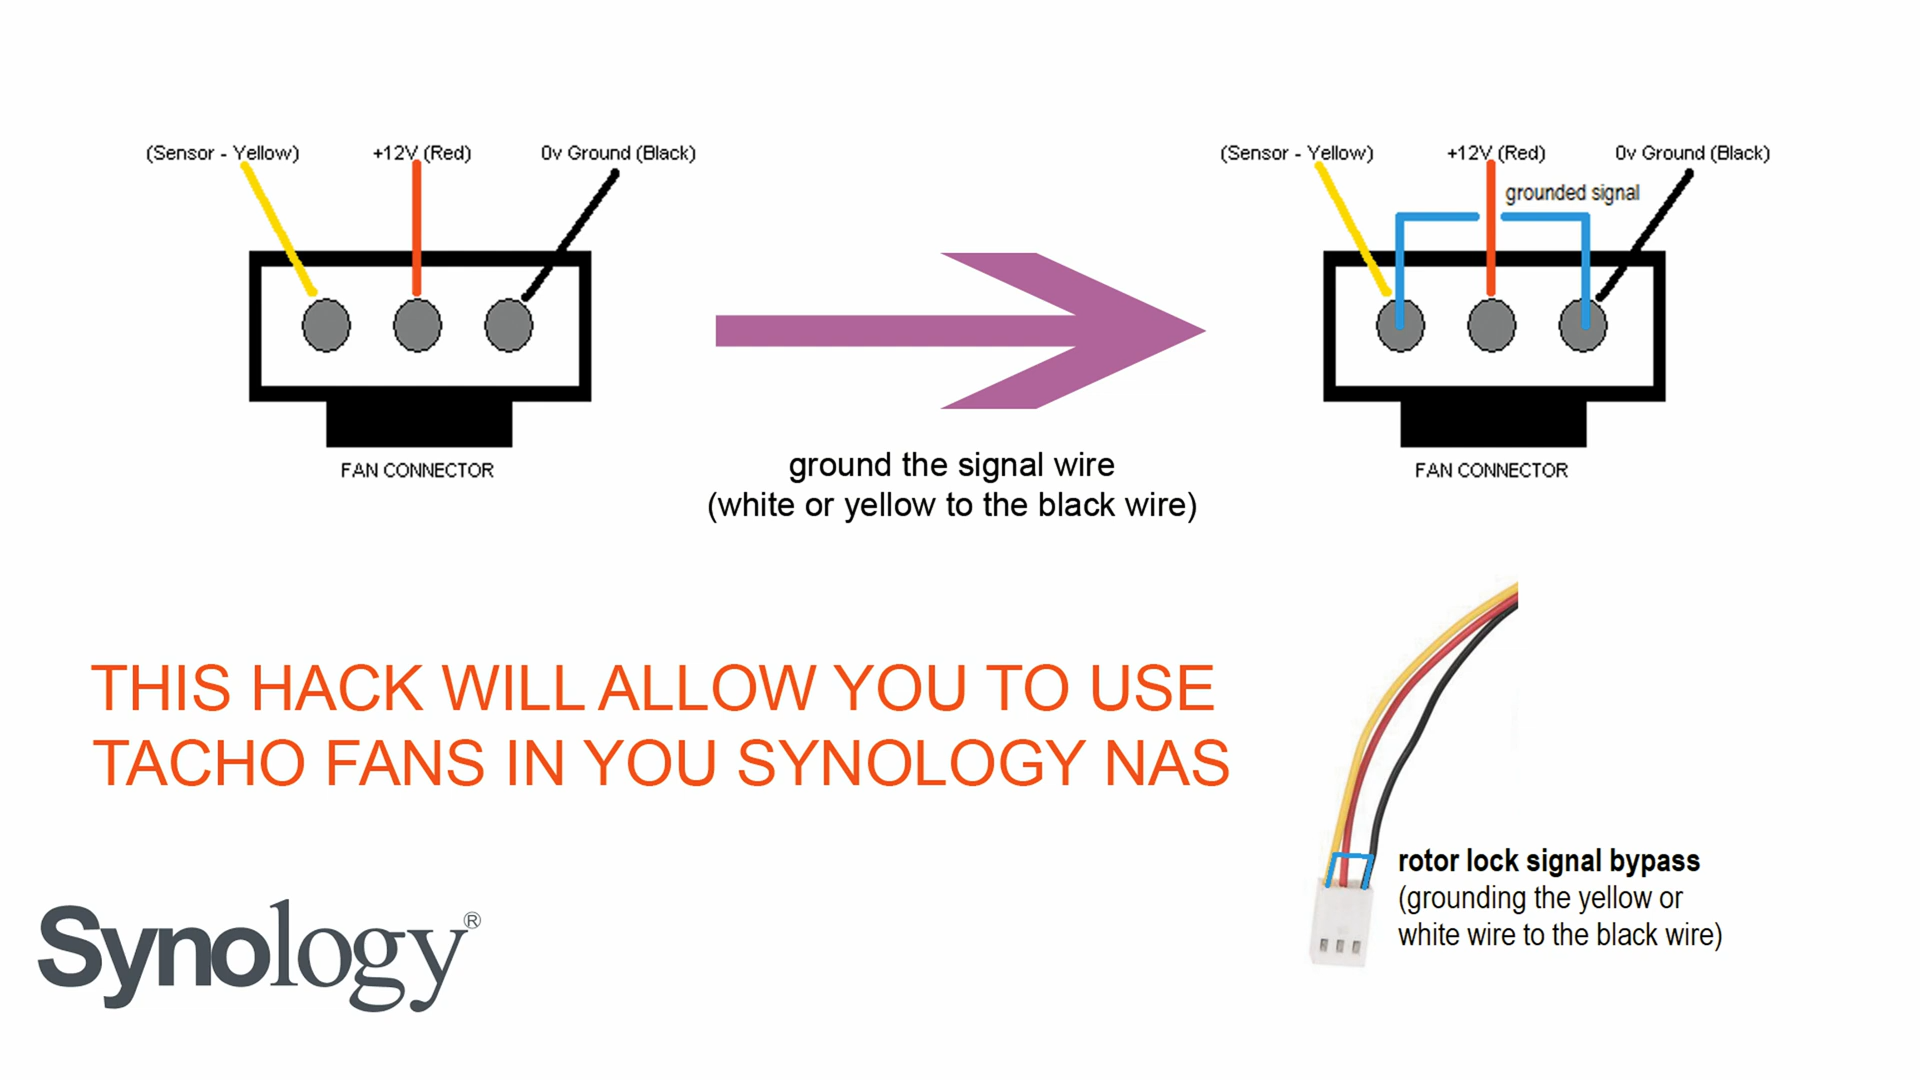 (Sensor - Yellow) +12V (Red) 0v Ground (Black)
FAN CONNECTOR
ground the signal wire
(white or yellow to the black wire)
(Sensor - Yellow) +12V (Red) 0v Ground (Black)
grounded signal
FAN CONNECTOR
THIS HACK WILL ALLOW YOU TO USE
TACHO FANS IN YOU SYNOLOGY NAS
rotor lock signal bypass
(grounding the yellow or
white wire to the black wire)
Synology®